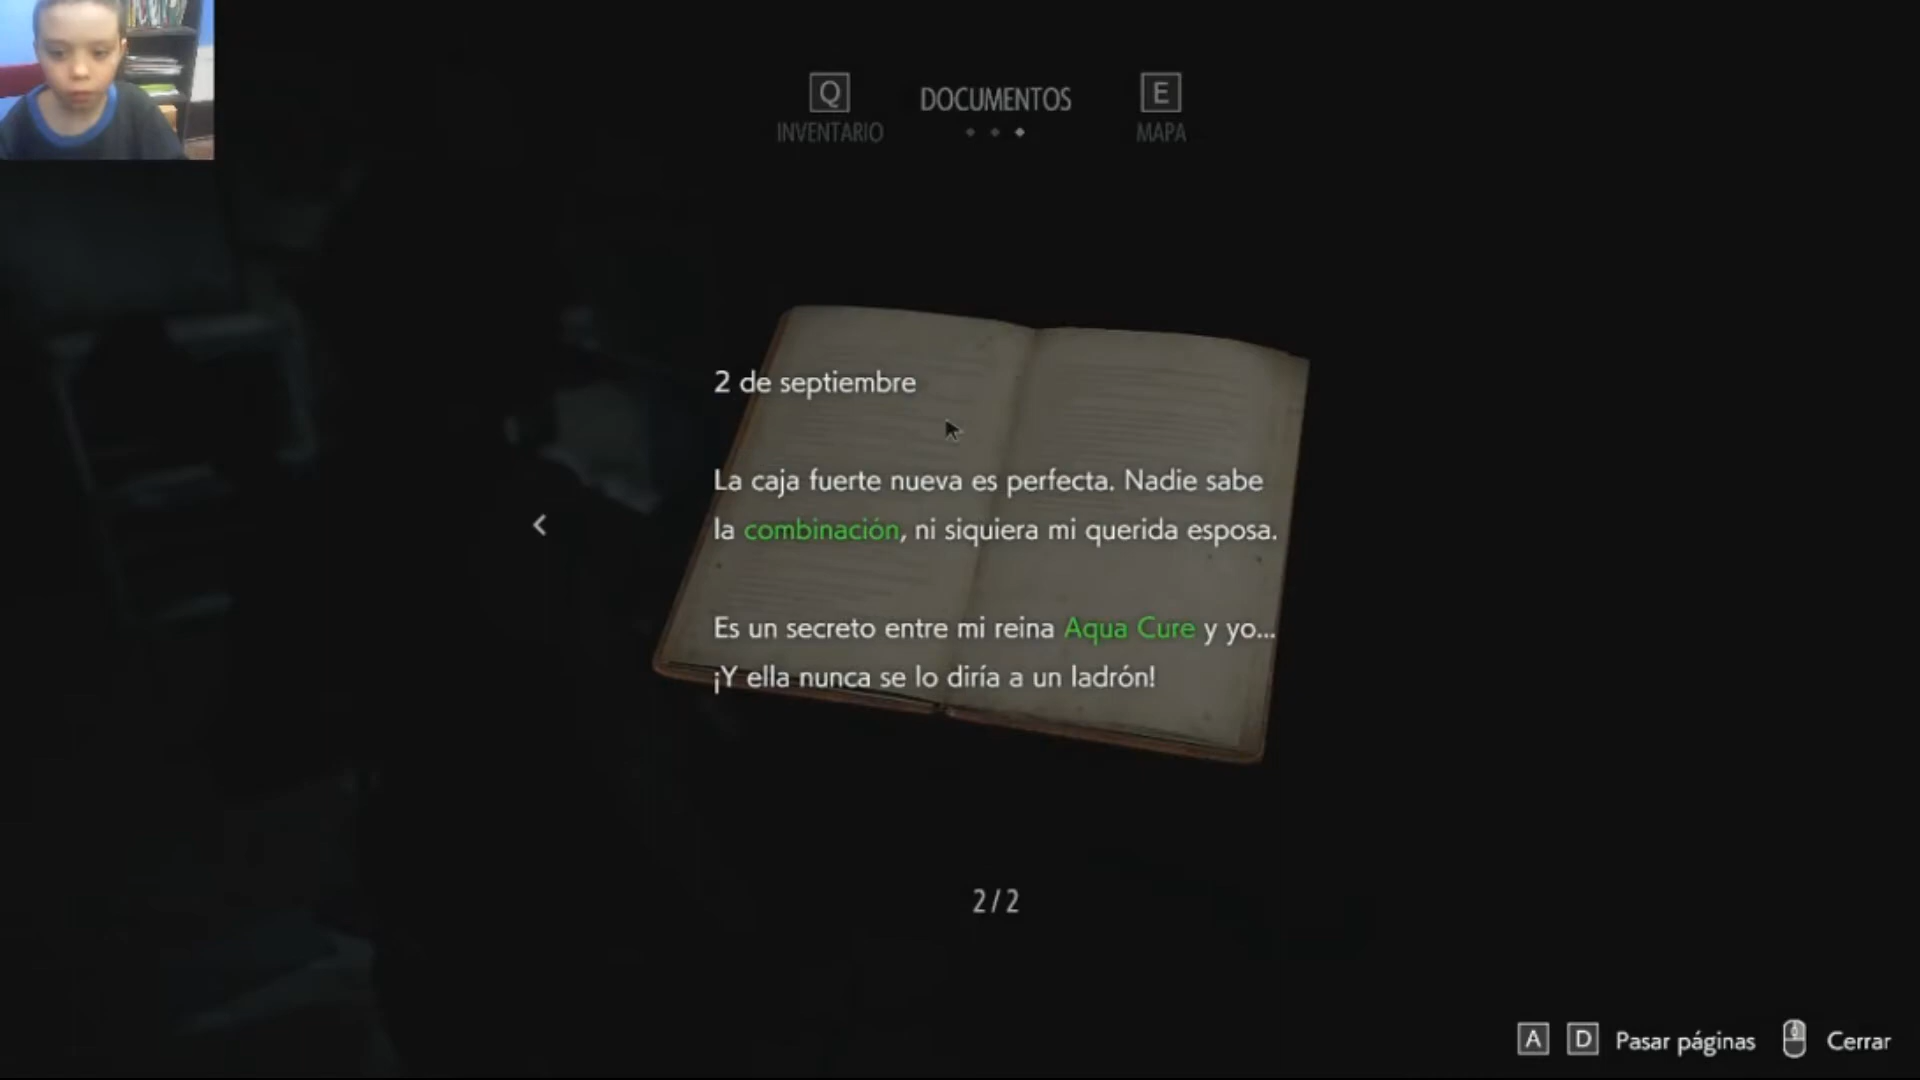 Q
DOCUMENTOS
E
INVENTARIO
MAPA
2 de septiembre
La caja fuerte nueva es perfecta. Nadie sabe
la combinación, ni siquiera mi querida esposa.
Es un secreto entre mi reina Aqua Cure y yo...
¡Y ella nunca se lo diría a un ladrón!
2/2
A D Pasar páginas Cerrar